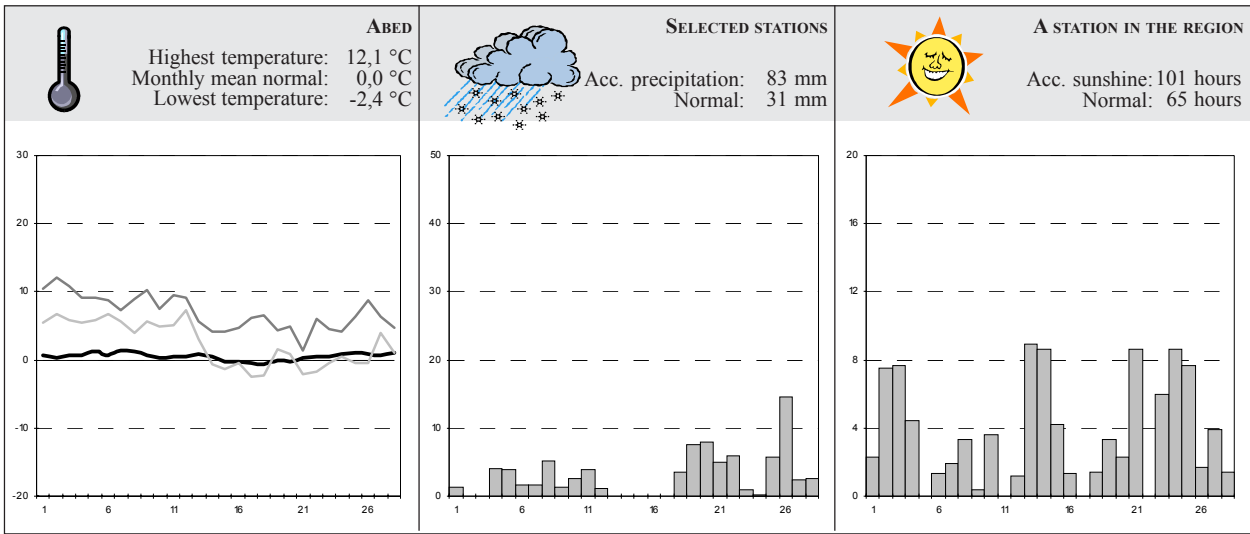 ABED
Highest temperature: 12,1 °C
Monthly mean normal: 0,0 °C
Lowest temperature: -2,4 °C
SELECTED STATIONS
Acc. precipitation: 83 mm
Normal: 31 mm
A STATION IN THE REGION
Acc. sunshine: 101 hours
Normal: 65 hours
30
20
10
0
-10
-20
1 6 11 16 21 26
50
40
30
20
10
0
1 6 11 16 21 26
20
16
12
8
4
0
1 6 11 16 21 26